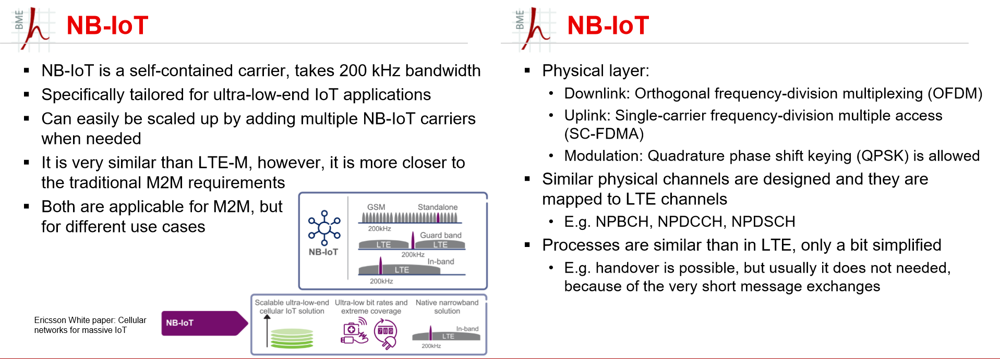 BME
NB-IoT
▪ NB-IoT is a self-contained carrier, takes 200 kHz bandwidth
▪ Specifically tailored for ultra-low-end IoT applications
▪ Can easily be scaled up by adding multiple NB-IoT carriers
when needed
▪ It is very similar than LTE-M, however, it is more closer to
the traditional M2M requirements
▪ Both are applicable for M2M, but
for different use cases
NB-IoT
GSM
Standalone
200kHz
Guard band
LTE
LTE
200kHz
In-band
LTE
200kHz
Ericsson White paper: Cellular
networks for massive IoT
NB-IoT
Scalable ultra-low-end
cellular IoT solution
Ultra-low bit rates and
extreme coverage
789
Native narrowband
solution
In-band
LTE
200kHz
BME
NB-IoT
▪ Physical layer:
• Downlink: Orthogonal frequency-division multiplexing (OFDM)
• Uplink: Single-carrier frequency-division multiple access
(SC-FDMA)
• Modulation: Quadrature phase shift keying (QPSK) is allowed
▪ Similar physical channels are designed and they are
mapped to LTE channels
• E.g. NPBCH, NPDCCH, NPDSCH
▪ Processes are similar than in LTE, only a bit simplified
• E.g. handover is possible, but usually it does not needed,
because of the very short message exchanges